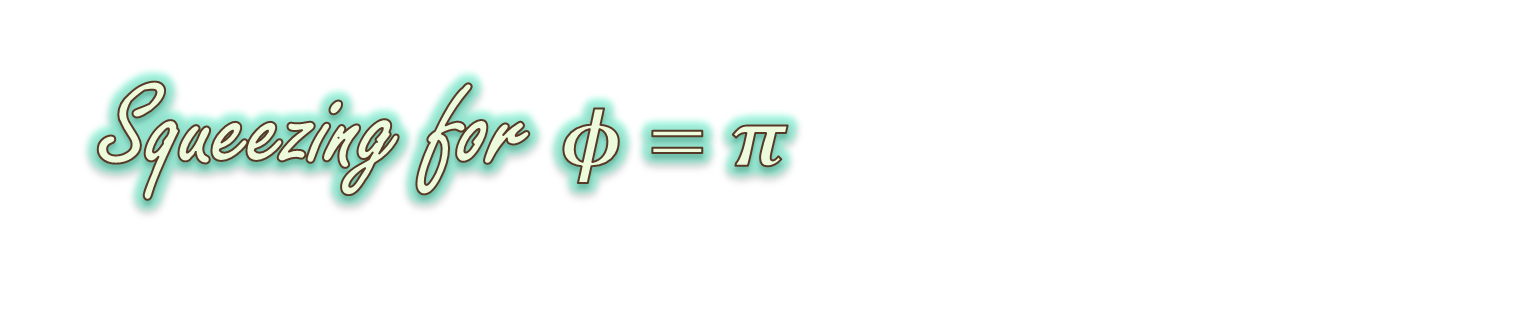 Squeezing for ϕ = π